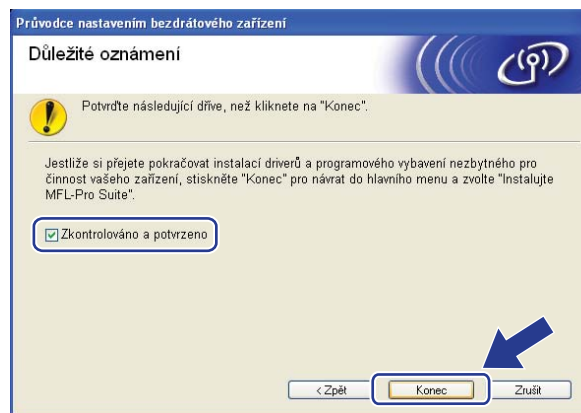 Průvodce nastavením bezdrátového zařízení
Důležité oznámení
Potvrďte následující dříve, než kliknete na "Konec".
Jestliže si přejete pokračovat instalací driverů a programového vybavení nezbytného pro
činnost vašeho zařízení, stiskněte "Konec" pro návrat do hlavního menu a zvolte "Instalujte
MFL-Pro Suite".
Zkontrolováno a potvrzeno
< Zpět Konec Zrušit